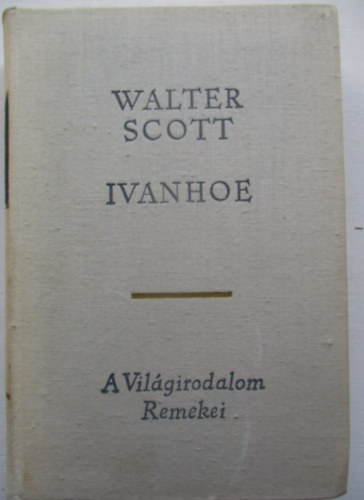 WALTER
SCOTT
IVANHOE
A Világirodalom
Remekei